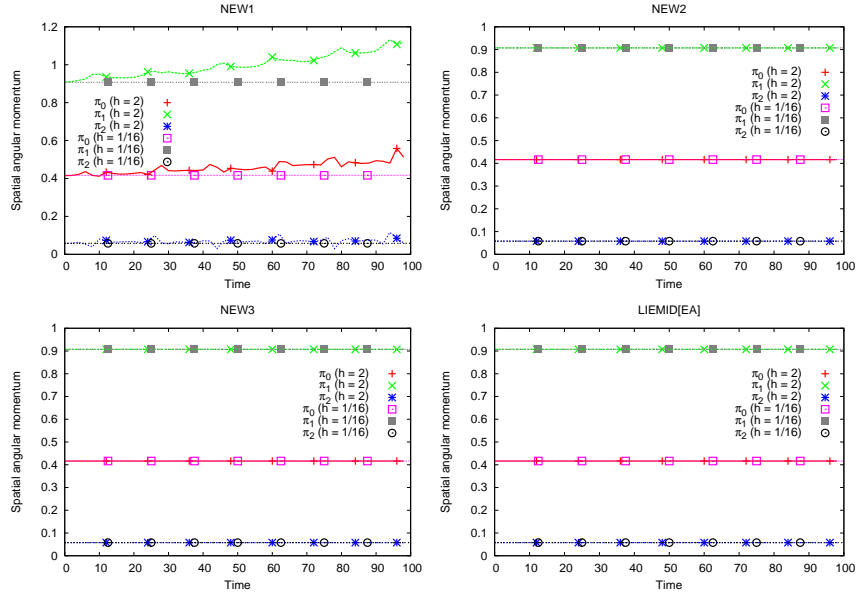 NEW1
1.2
1
0.8
0.6
0.4
0.2
0
0 10 20 30 40 50 60 70 80 90 100
Spatial angular momentum
Time
π0 (h = 2)
π1 (h = 2)
π2 (h = 2)
π0 (h = 1/16)
π1 (h = 1/16)
π2 (h = 1/16)
NEW2
1
0.9
0.8
0.7
0.6
0.5
0.4
0.3
0.2
0.1
0
0 10 20 30 40 50 60 70 80 90 100
Spatial angular momentum
Time
π0 (h = 2)
π1 (h = 2)
π2 (h = 2)
π0 (h = 1/16)
π1 (h = 1/16)
π2 (h = 1/16)
NEW3
1
0.9
0.8
0.7
0.6
0.5
0.4
0.3
0.2
0.1
0
0 10 20 30 40 50 60 70 80 90 100
Spatial angular momentum
Time
π0 (h = 2)
π1 (h = 2)
π2 (h = 2)
π0 (h = 1/16)
π1 (h = 1/16)
π2 (h = 1/16)
LIEMID[EA]
1
0.9
0.8
0.7
0.6
0.5
0.4
0.3
0.2
0.1
0
0 10 20 30 40 50 60 70 80 90 100
Spatial angular momentum
Time
π0 (h = 2)
π1 (h = 2)
π2 (h = 2)
π0 (h = 1/16)
π1 (h = 1/16)
π2 (h = 1/16)